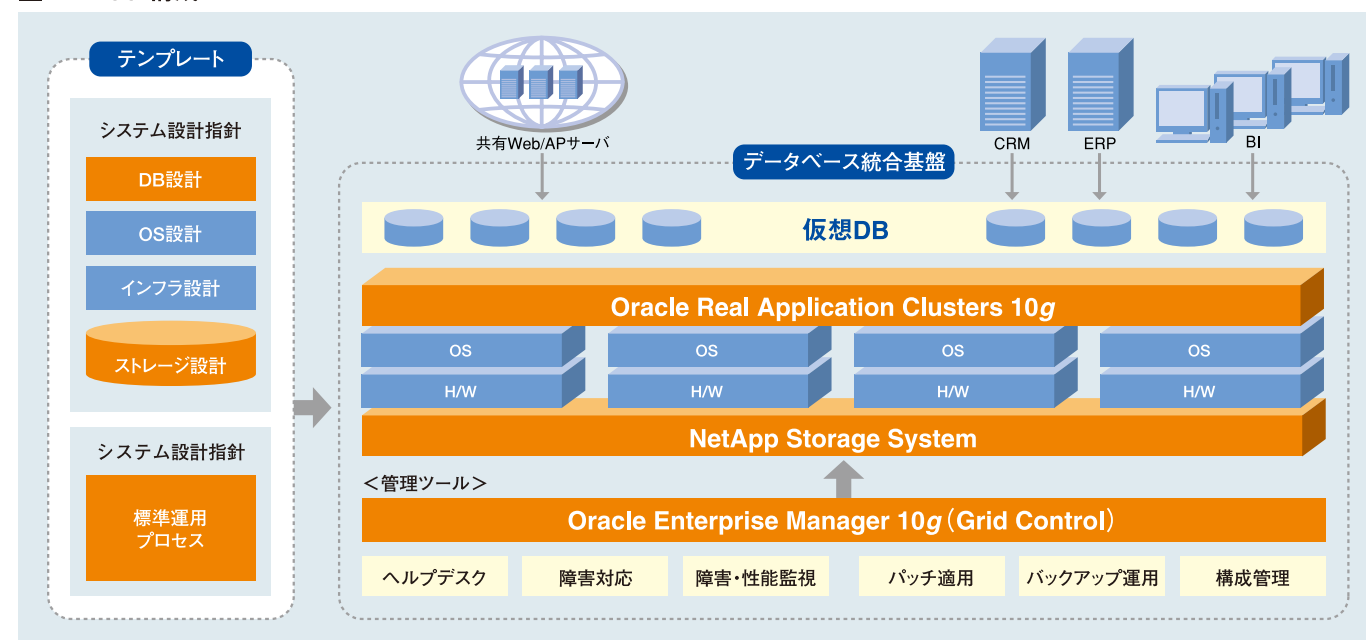 テンプレート
システム設計指針
DB設計
OS設計
インフラ設計
ストレージ設計
システム設計指針
標準運用
プロセス
共有Web/APサーバ
CRM
ERP
BI
データベース統合基盤
仮想DB
Oracle Real Application Clusters 10g
OS
OS
OS
OS
H/W
H/W
H/W
H/W
NetApp Storage System
＜管理ツール＞
Oracle Enterprise Manager 10g（Grid Control）
ヘルプデスク
障害対応
障害・性能監視
パッチ適用
バックアップ運用
構成管理